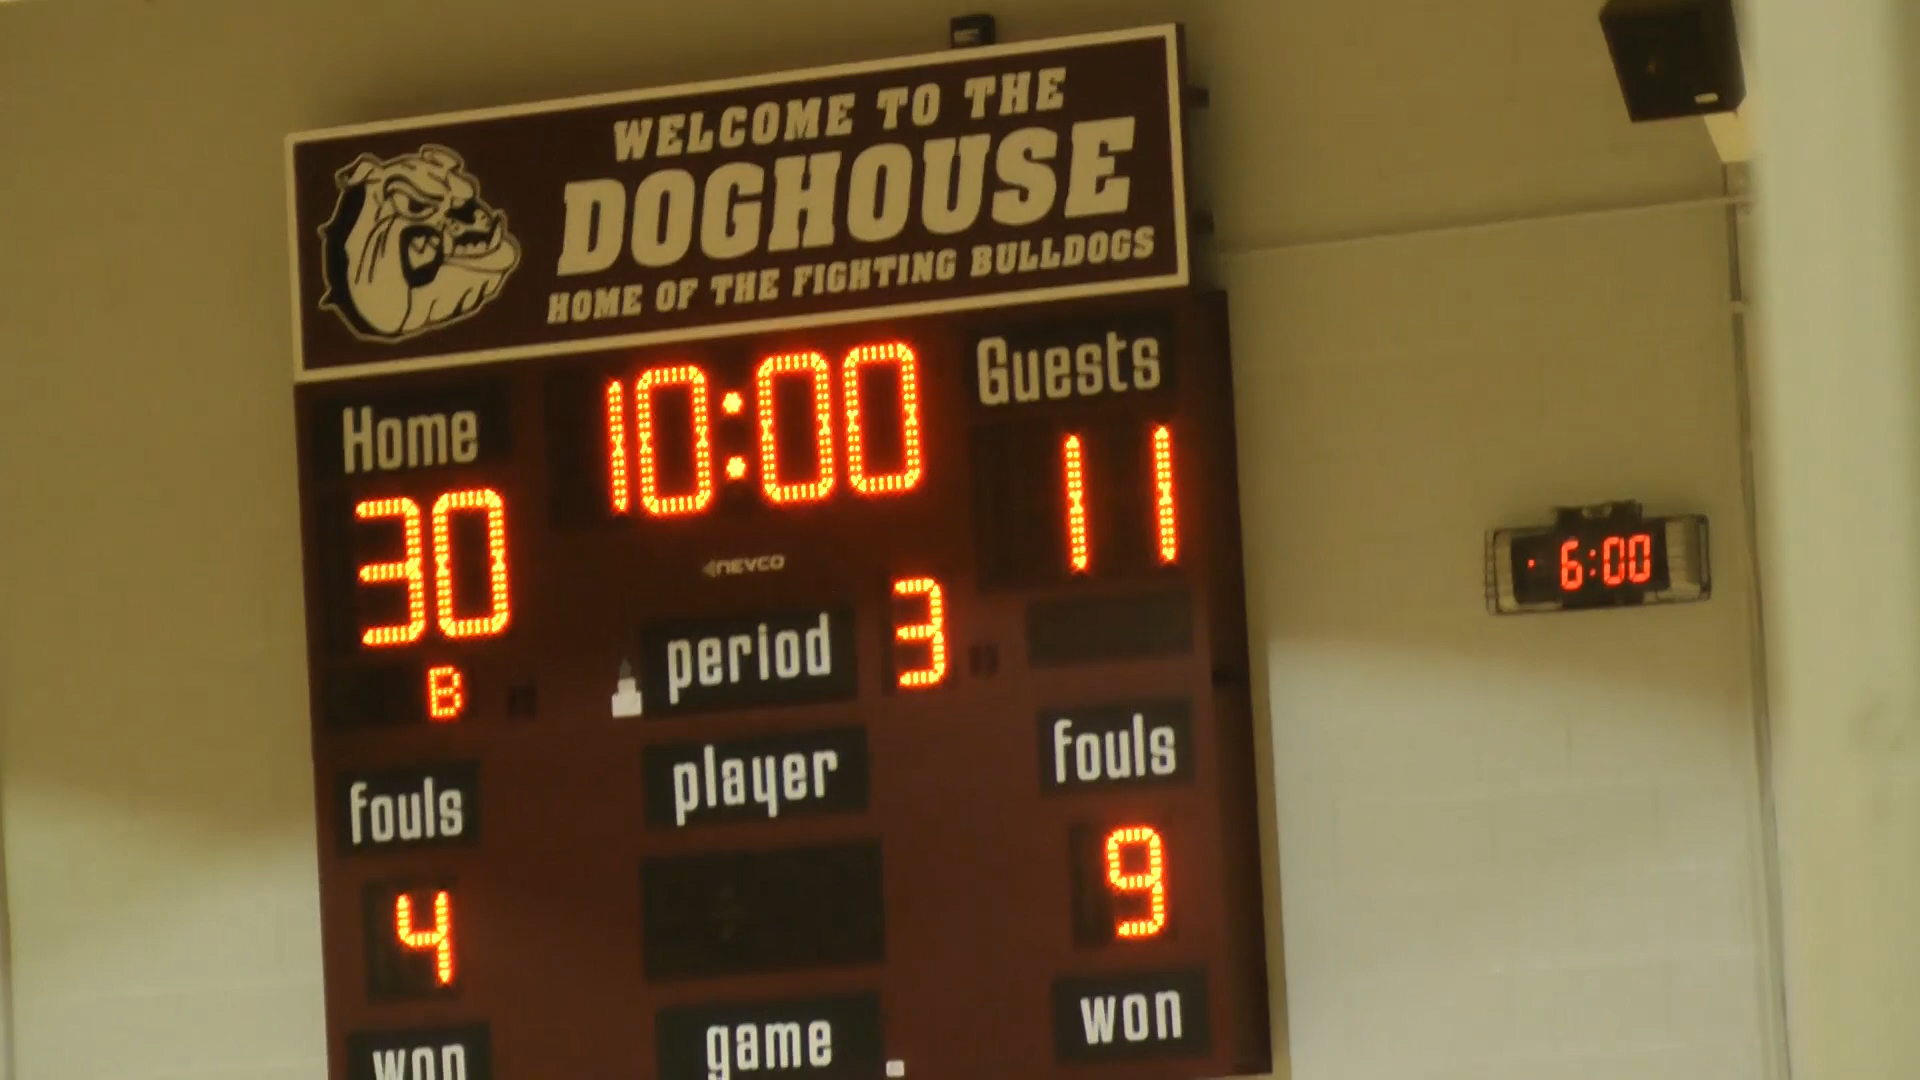 WELCOME TO THE
DOGHOUSE
HOME OF THE FIGHTING BULLDOGS
Home
10:00
Guests
30
11
NEVCO
6:00
B
period
3
fouls
player
fouls
4
9
won
game
won